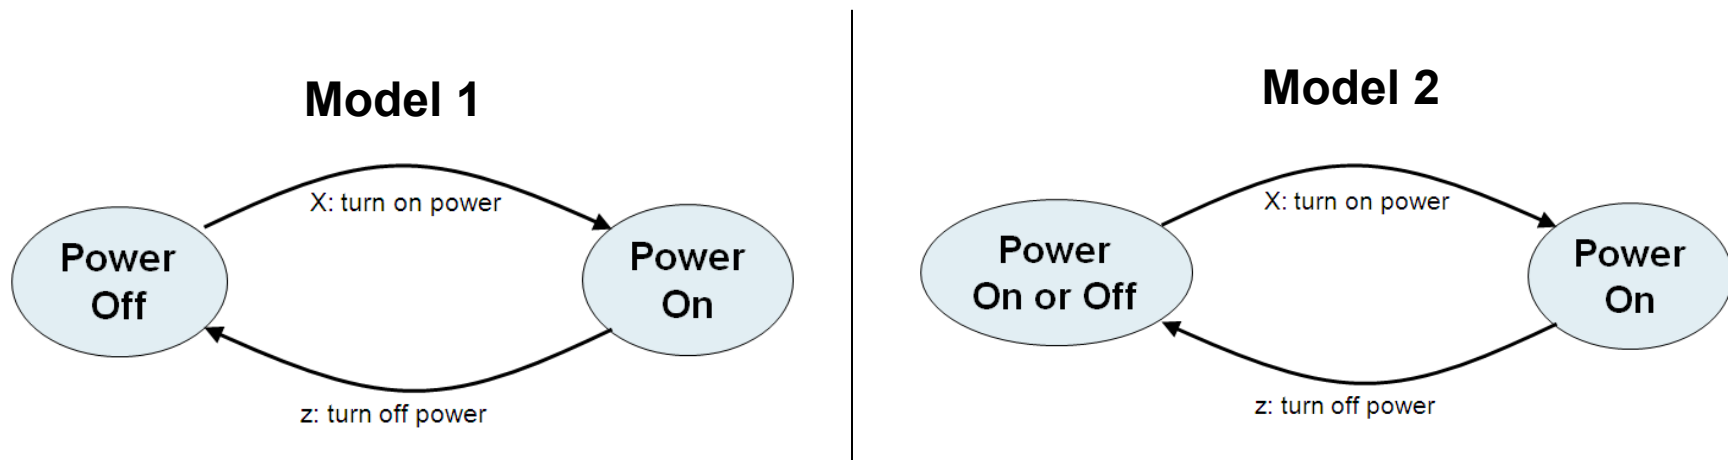 Model 1
X: turn on power
Power
Off
Power
On
z: turn off power
Model 2
X: turn on power
Power
On or Off
Power
On
z: turn off power